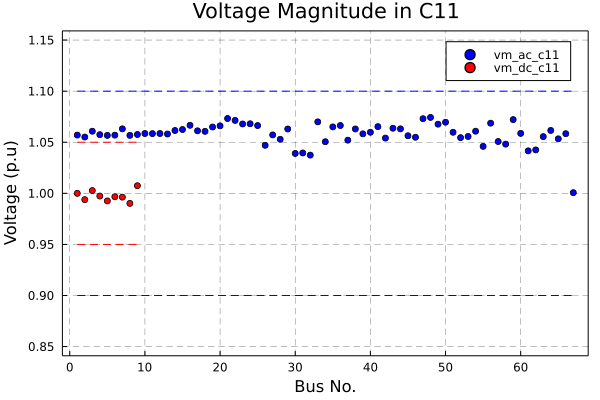 Voltage Magnitude in C11
vm_ac_c11
vm_dc_c11
Voltage (p.u)
1.15
1.10
1.05
1.00
0.95
0.90
0.85
0 10 20 30 40 50 60
Bus No.